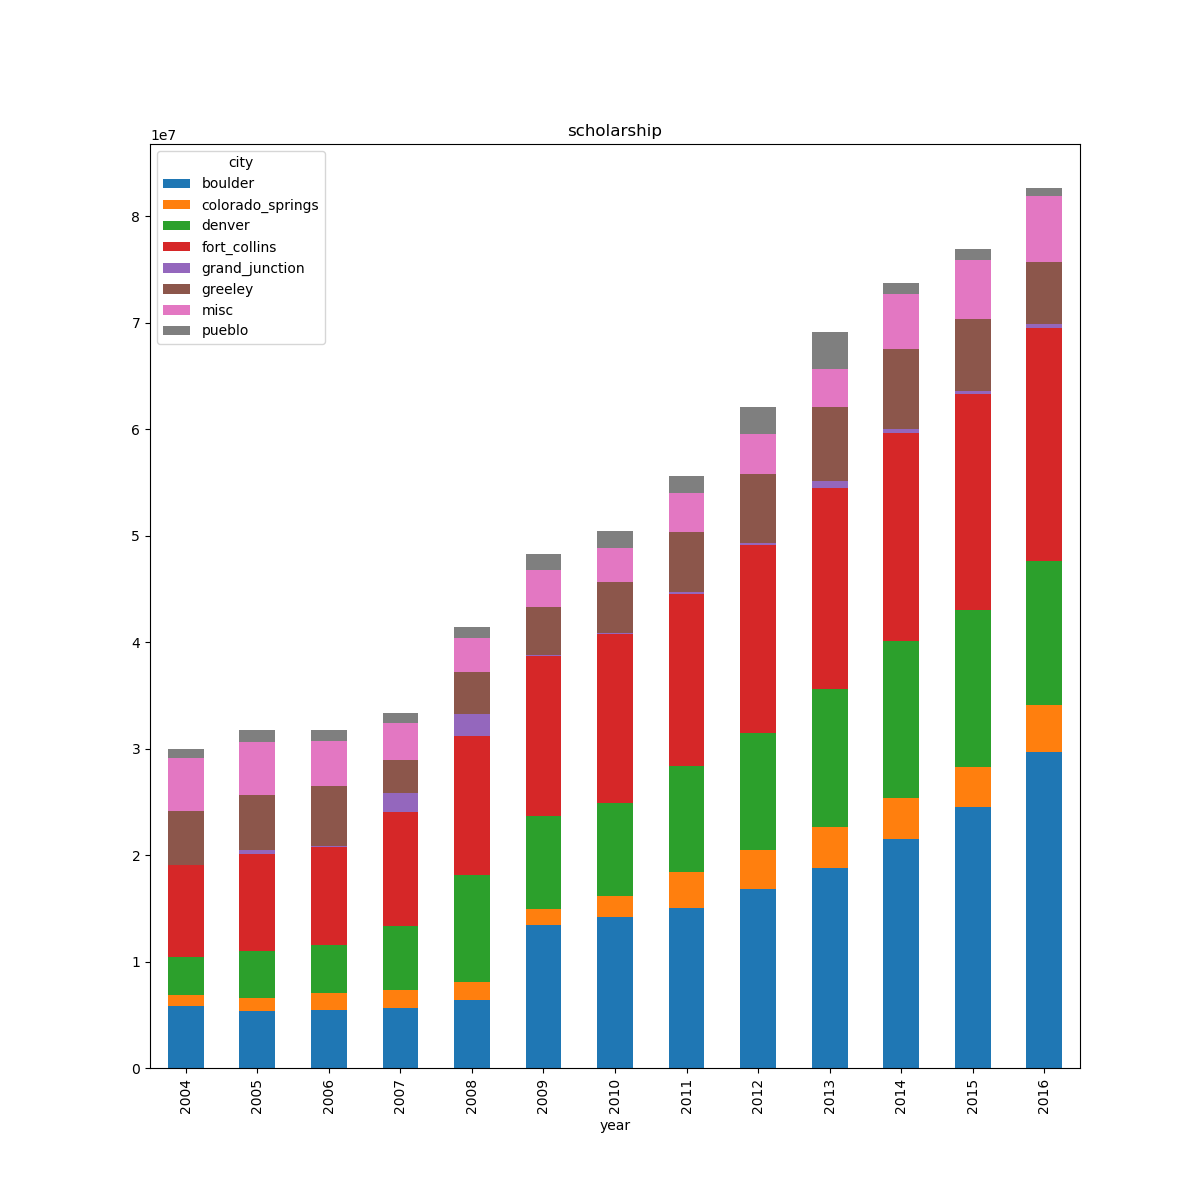 scholarship
1e7
city
boulder
colorado_springs
denver
fort_collins
grand_junction
greeley
misc
pueblo
8
7
6
5
4
3
2
1
0
2004 2005 2006 2007 2008 2009 2010 2011 2012 2013 2014 2015 2016
year